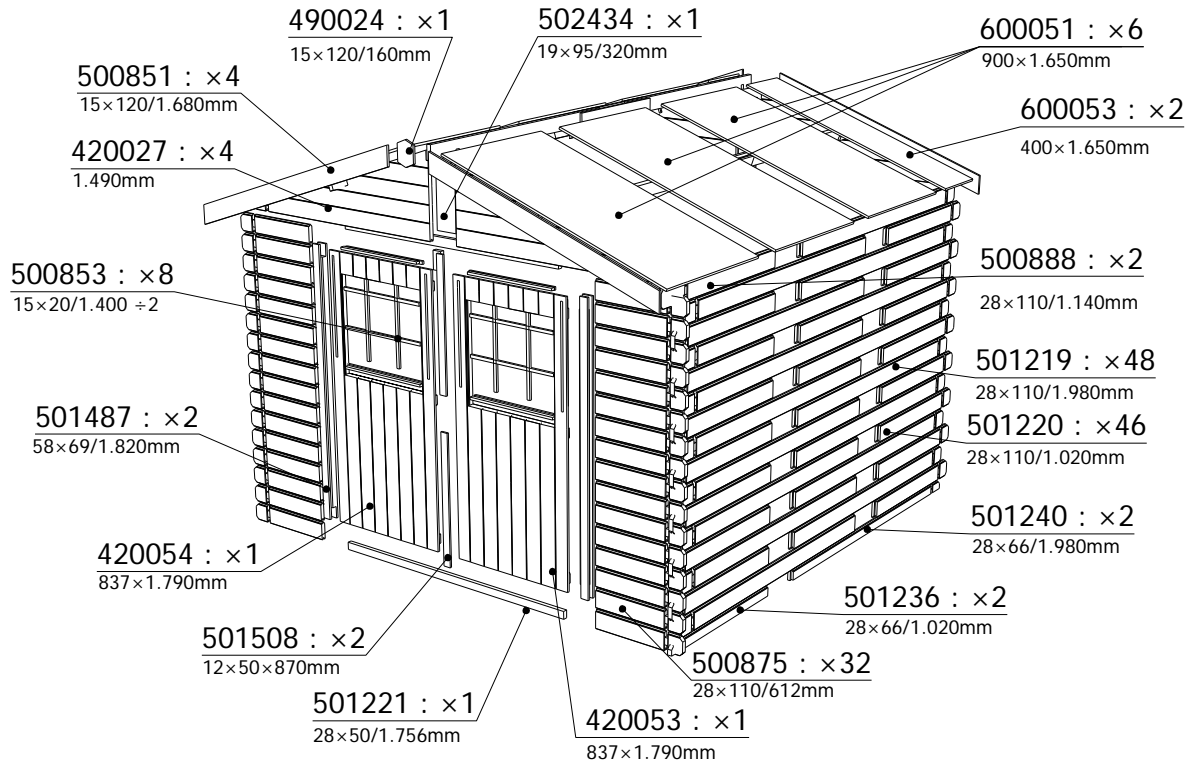 490024 : ×1
15×120/160mm
502434 : ×1
19×95/320mm
600051 : ×6
900×1.650mm
500851 : ×4
15×120/1.680mm
600053 : ×2
400×1.650mm
420027 : ×4
1.490mm
500853 : ×8
15×20/1.400 ÷2
500888 : ×2
28×110/1.140mm
501219 : ×48
28×110/1.980mm
501487 : ×2
58×69/1.820mm
501220 : ×46
28×110/1.020mm
501240 : ×2
28×66/1.980mm
420054 : ×1
837×1.790mm
501236 : ×2
28×66/1.020mm
501508 : ×2
12×50×870mm
500875 : ×32
28×110/612mm
501221 : ×1
28×50/1.756mm
420053 : ×1
837×1.790mm